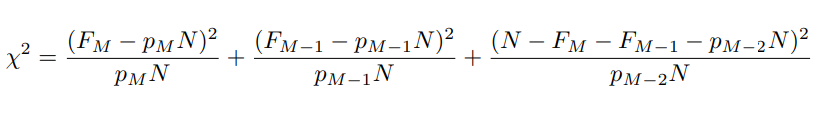 χ² = (F_M − p_M N)² / p_M N + (F_{M−1} − p_{M−1} N)² / p_{M−1} N + (N − F_M − F_{M−1} − p_{M−2} N)² / p_{M−2} N